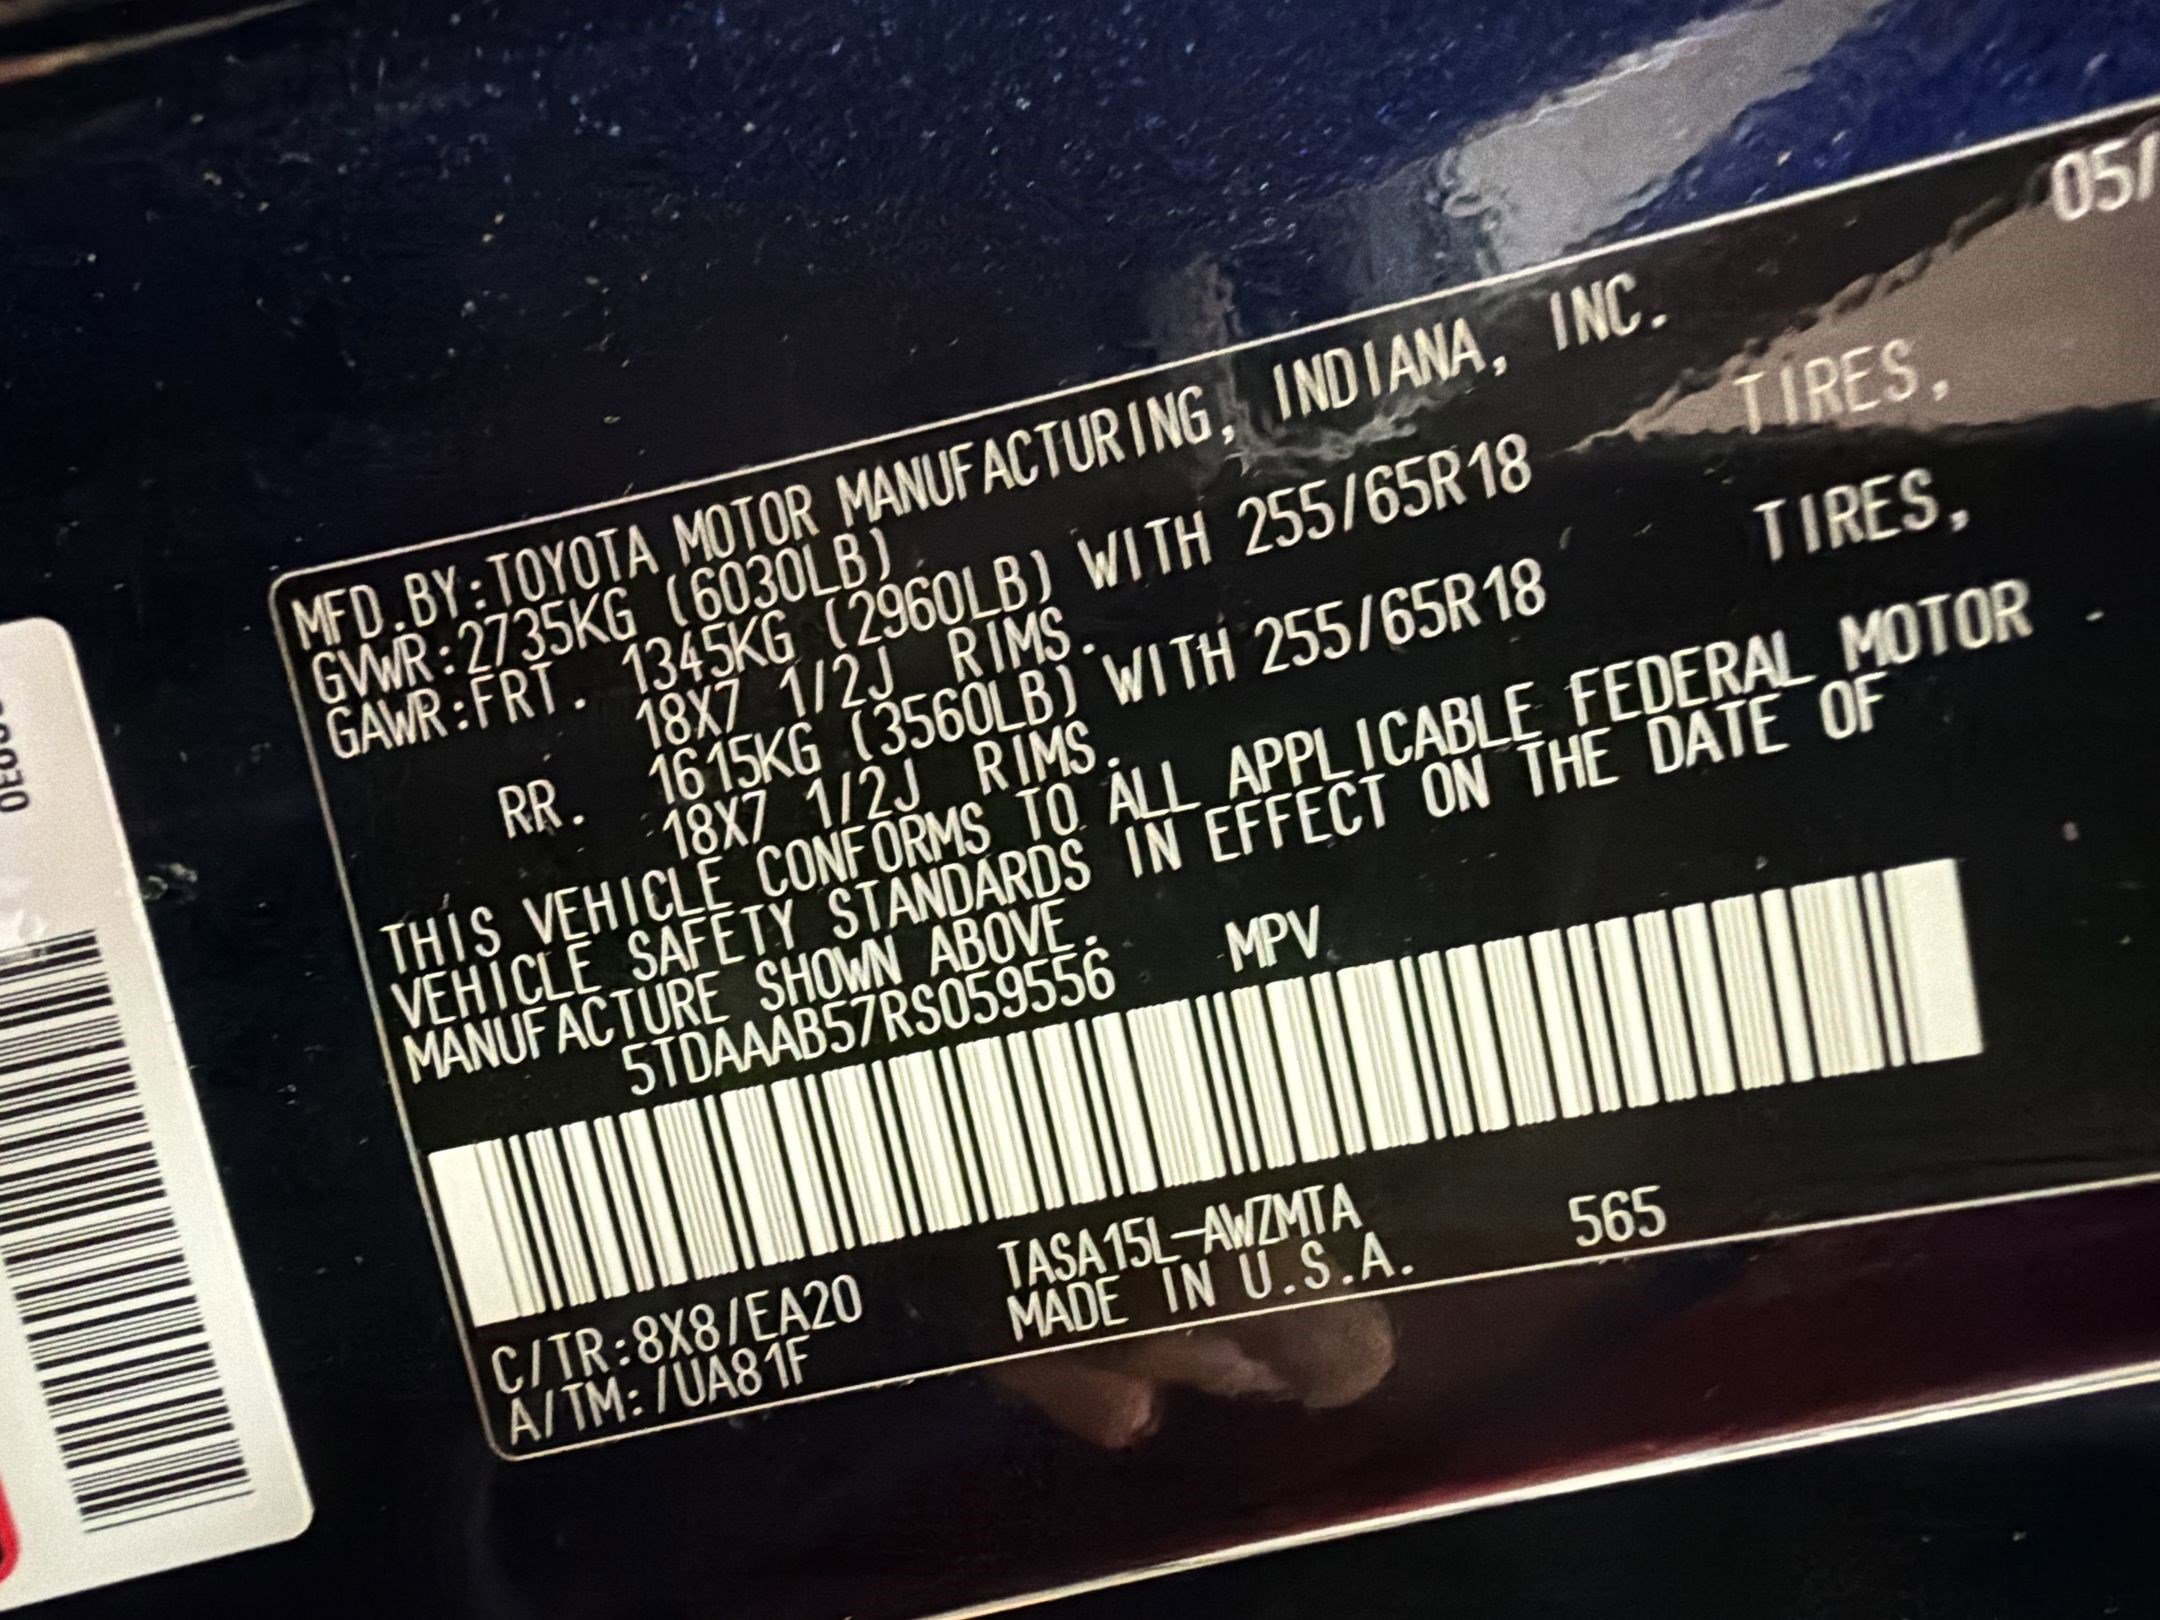 05/
MFD.BY:TOYOTA MOTOR MANUFACTURING, INDIANA, INC.
GVWR:2735KG (6030LB)
GAWR:FRT. 1345KG (2960LB) WITH 255/65R18 TIRES,
18X7 1/2J RIMS.
RR. 1615KG (3560LB) WITH 255/65R18 TIRES,
18X7 1/2J RIMS.
THIS VEHICLE CONFORMS TO ALL APPLICABLE FEDERAL MOTOR
VEHICLE SAFETY STANDARDS IN EFFECT ON THE DATE OF
MANUFACTURE SHOWN ABOVE.
5TDAAAB57RS059556 MPV
C/TR:8X8/EA20 TASA15L-AWZMTA 565
A/TM:/UA81F MADE IN U.S.A.